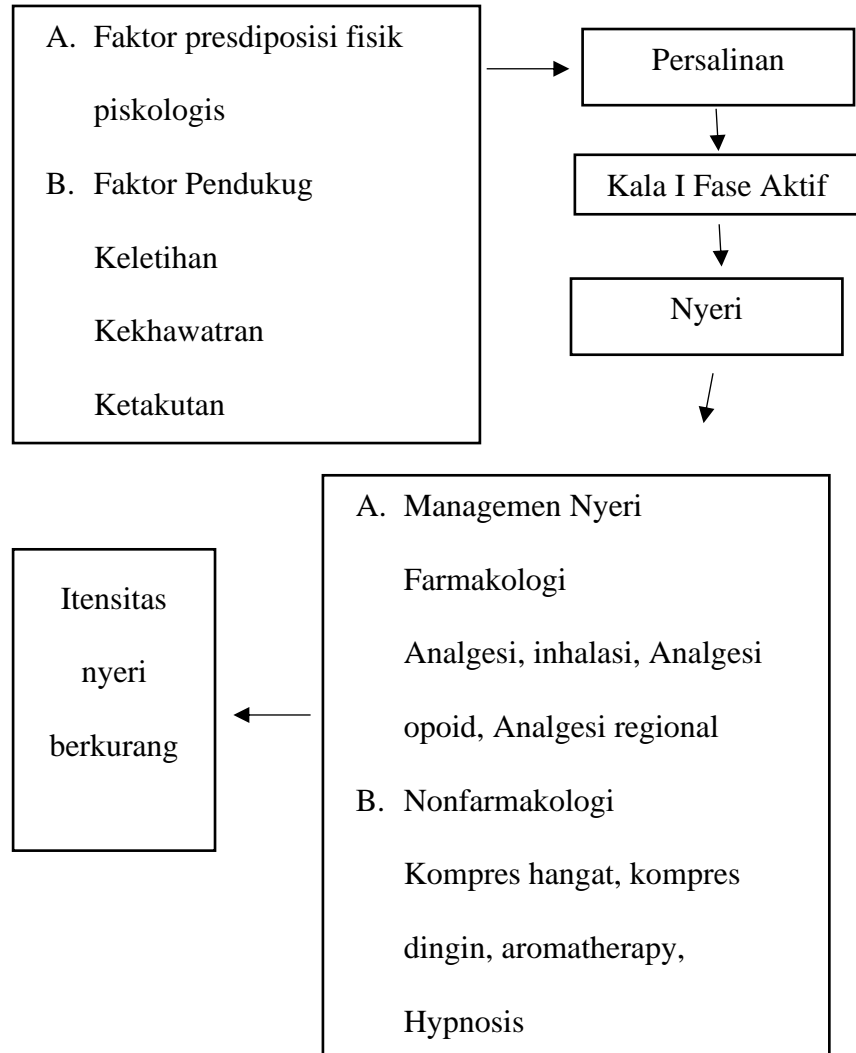 A. Faktor presdiposisi fisik
piskologis
B. Faktor Pendukug
Keletihan
Kekhawatran
Ketakutan
Persalinan
Kala I Fase Aktif
Nyeri
A. Managemen Nyeri
Farmakologi
Analgesi, inhalasi, Analgesi
opoid, Analgesi regional
B. Nonfarmakologi
Kompres hangat, kompres
dingin, aromatherapy,
Hypnosis
Itensitas
nyeri
berkurang